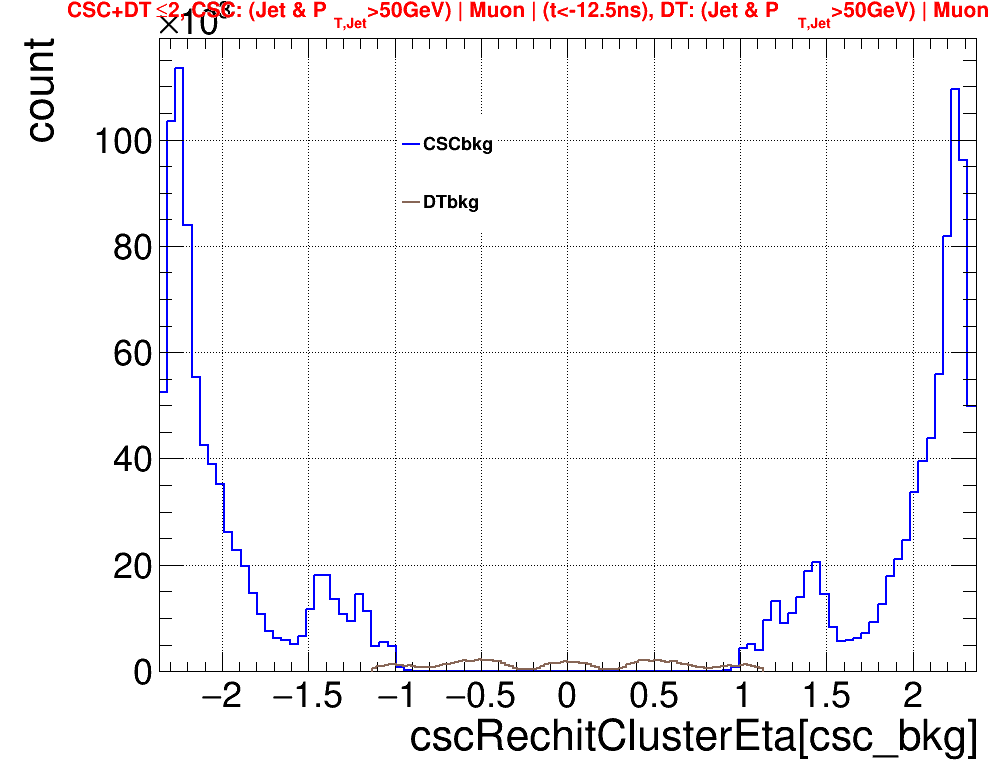 CSC+DT ≤2, CSC: (Jet & P T,Jet >50GeV) | Muon | (t<-12.5ns), DT: (Jet & P T,Jet >50GeV) | Muon
×10³
count
CSCbkg
DTbkg
100
80
60
40
20
0
−2 −1.5 −1 −0.5 0 0.5 1 1.5 2
cscRechitClusterEta[csc_bkg]